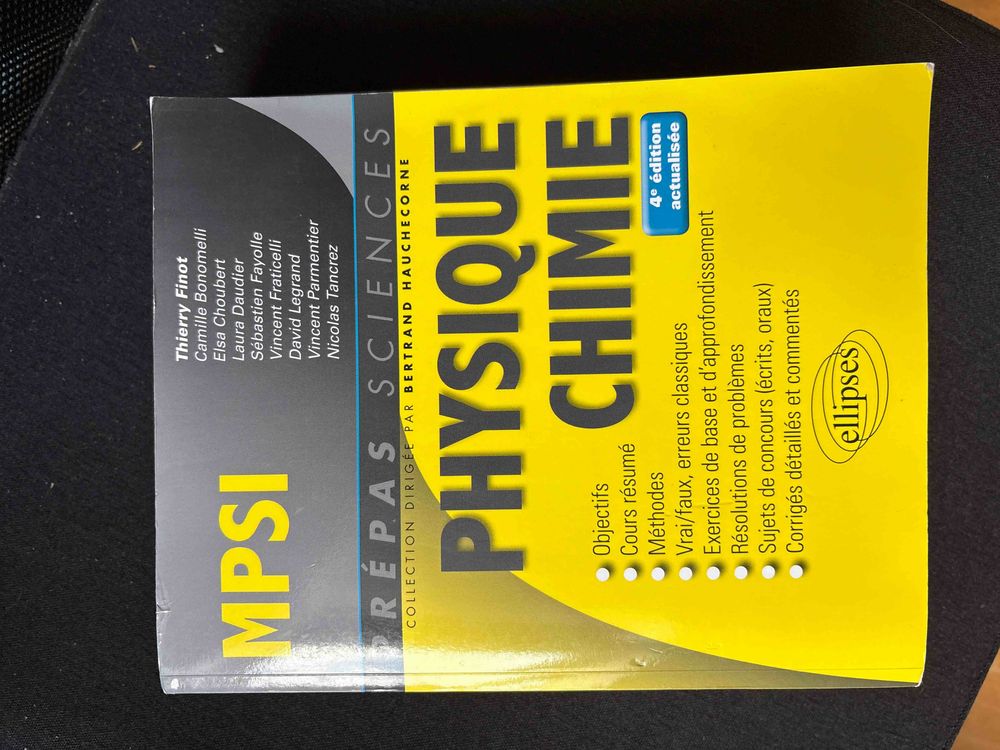 MPSI
Thierry Finot
Camille Bonomelli
Elsa Choubert
Laura Daudier
Sébastien Fayolle
Vincent Fraticelli
David Legrand
Vincent Parmentier
Nicolas Tancrez
PRÉPAS SCIENCES
COLLECTION DIRIGÉE PAR BERTRAND HAUCHECORNE
PHYSIQUE
CHIMIE
4e édition
actualisée
Objectifs
Cours résumé
Méthodes
Vrai/faux, erreurs classiques
Exercices de base et d'approfondissement
Résolutions de problèmes
Sujets de concours (écrits, oraux)
Corrigés détaillés et commentés
ellipses